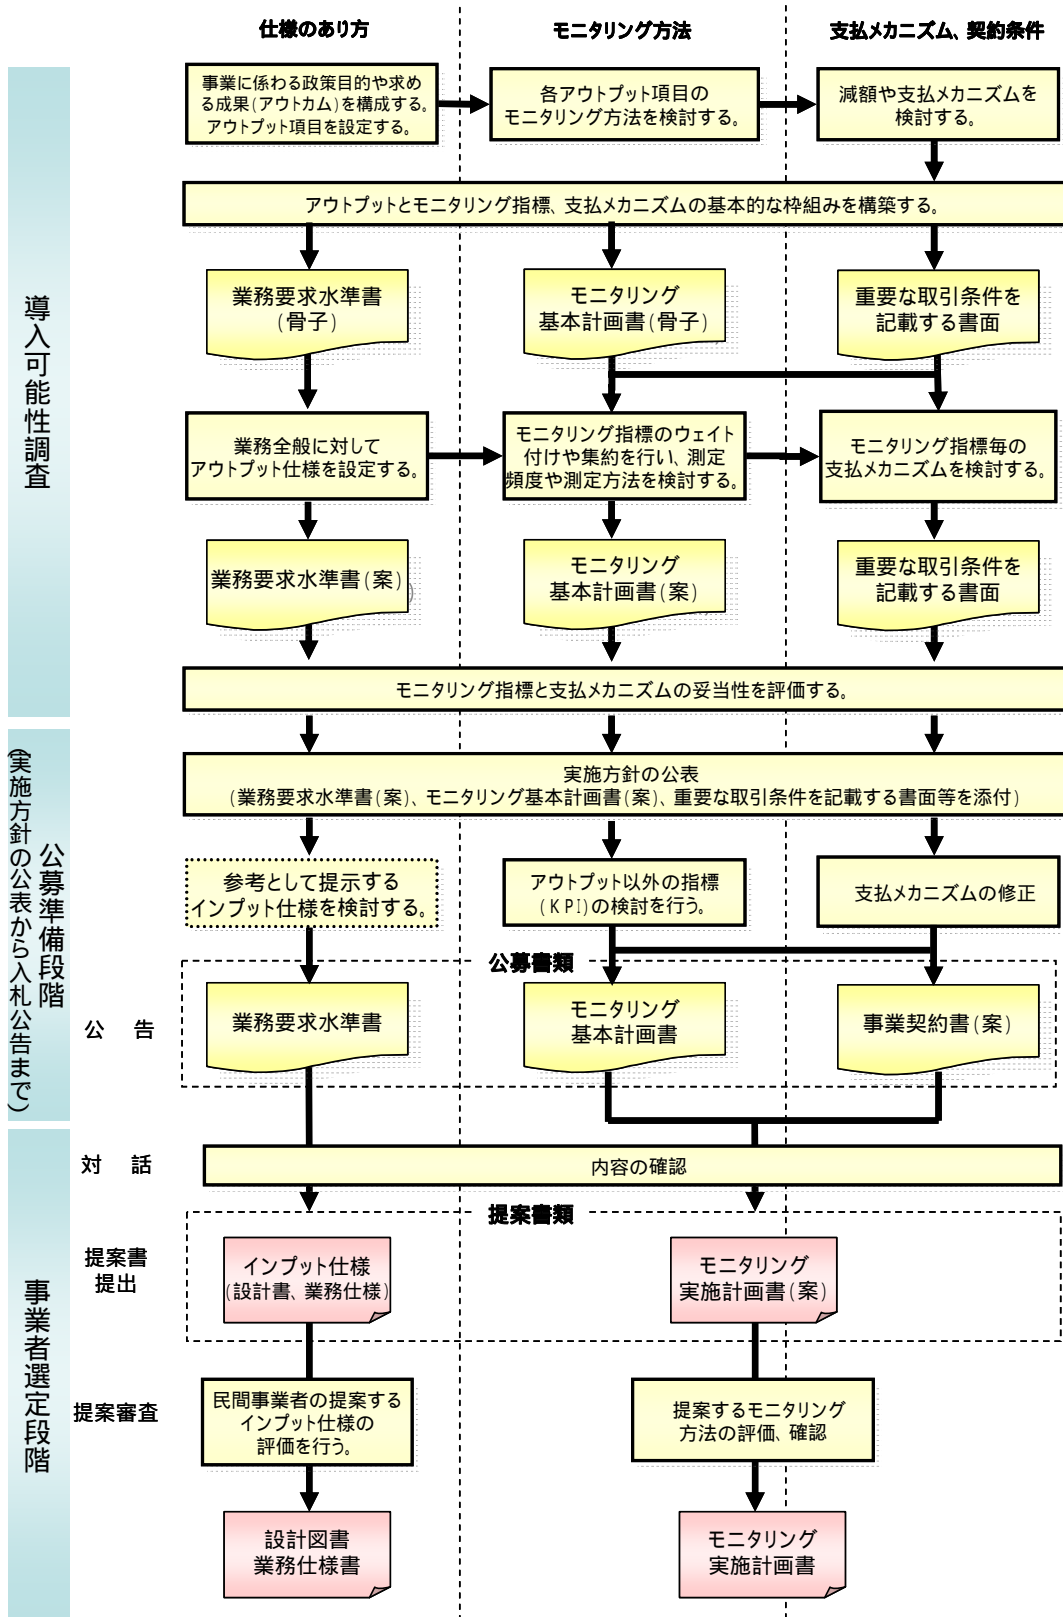 仕様のあり方
モニタリング方法
支払メカニズム、契約条件
導入可能性調査
事業に係わる政策目的や求め
る成果(アウトカム)を構成する。
アウトプット項目を設定する。
各アウトプット項目の
モニタリング方法を検討する。
減額や支払メカニズムを
検討する。
アウトプットとモニタリング指標、支払メカニズムの基本的な枠組みを構築する。
業務要求水準書
(骨子)
モニタリング
基本計画書(骨子)
重要な取引条件を
記載する書面
業務全般に対して
アウトプット仕様を設定する。
モニタリング指標のウェイト
付けや集約を行い、測定
頻度や測定方法を検討する。
モニタリング指標毎の
支払メカニズムを検討する。
業務要求水準書(案)
)
モニタリング
基本計画書(案)
重要な取引条件を
記載する書面
モニタリング指標と支払メカニズムの妥当性を評価する。
公募準備段階
(実施方針の公表から入札公告まで)
実施方針の公表
(業務要求水準書(案)、モニタリング基本計画書(案)、重要な取引条件を記載する書面等を添付)
参考として提示する
インプット仕様を検討する。
アウトプット以外の指標
(KPI)の検討を行う。
支払メカニズムの修正
公募書類
公 告
業務要求水準書
モニタリング
基本計画書
事業契約書(案)
事業者選定段階
対 話
内容の確認
提案書類
提案書
提出
インプット仕様
(設計書、業務仕様)
モニタリング
実施計画書(案)
提案審査
民間事業者の提案する
インプット仕様の
評価を行う。
提案するモニタリング
方法の評価、確認
設計図書
業務仕様書
モニタリング
実施計画書